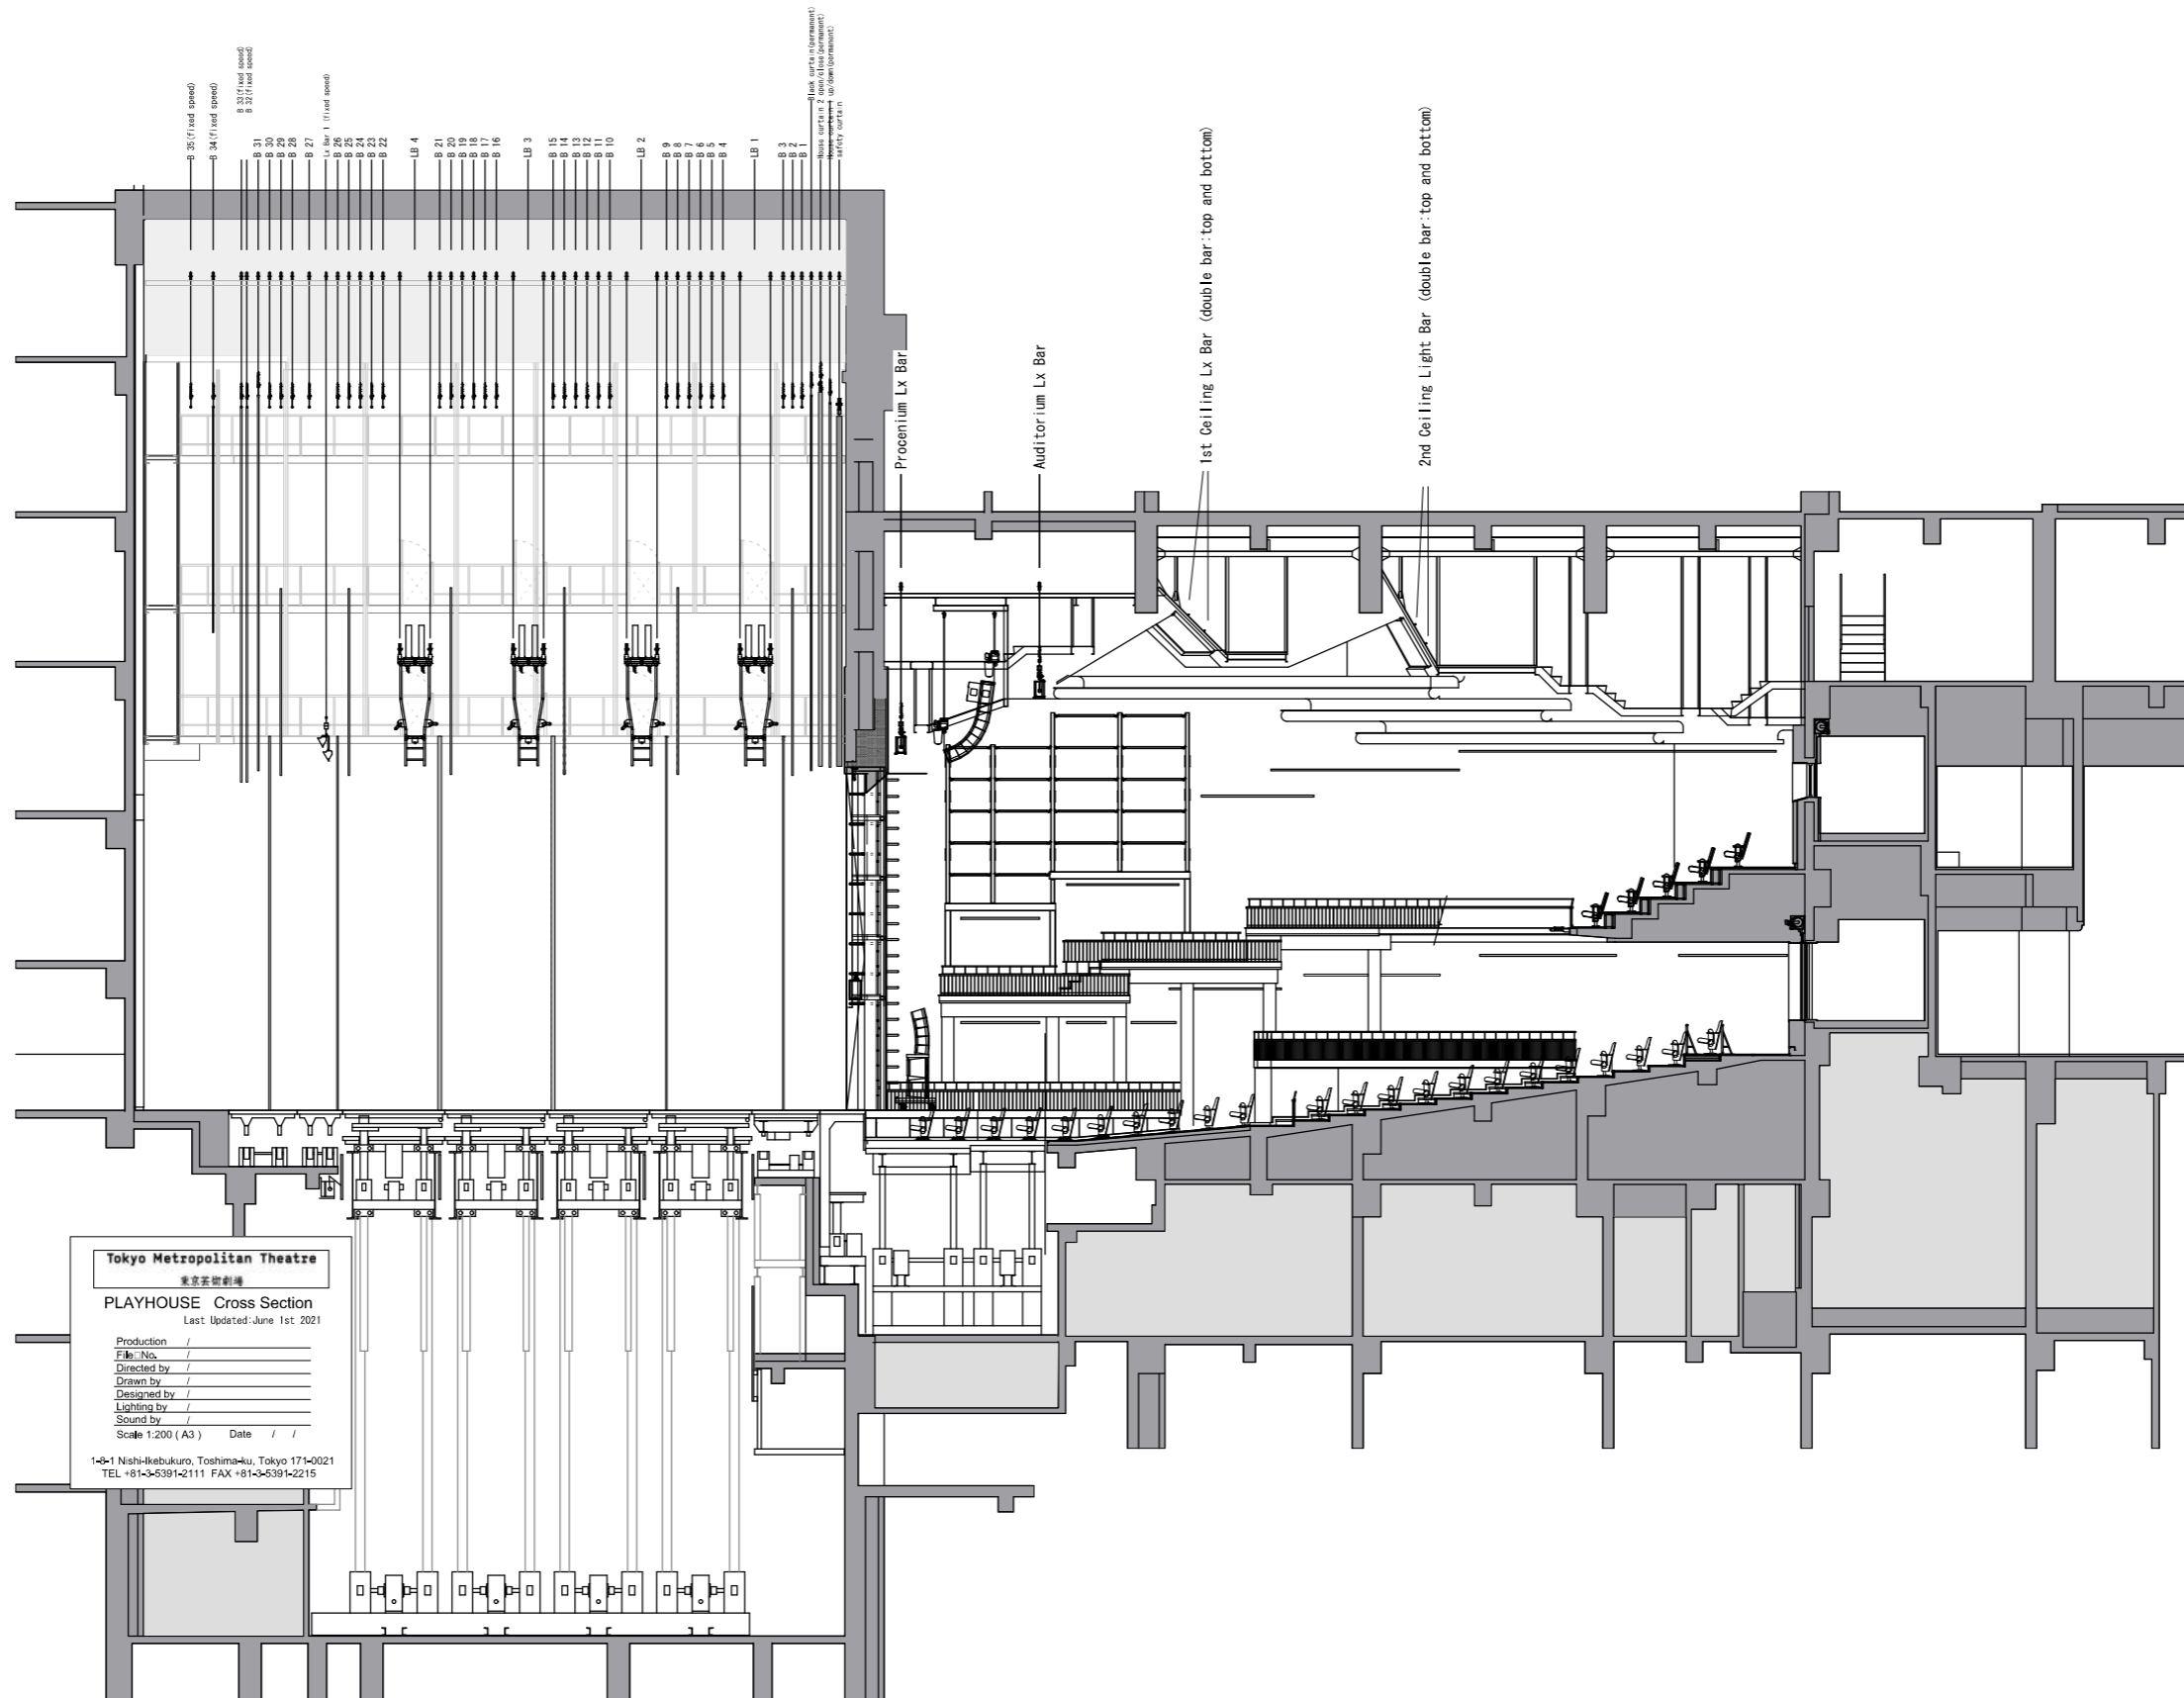 B 35(fixed speed)
B 34(fixed speed)
B 33(fixed speed)
B 32(fixed speed)
B 31
B 30
B 29
B 28
B 27
Lx Bar 1 (fixed speed)
B 26
B 25
B 24
B 23
B 22
LB 4
B 21
B 20
B 19
B 18
B 17
B 16
LB 3
B 15
B 14
B 13
B 12
B 11
B 10
LB 2
B 9
B 8
B 7
B 6
B 5
B 4
LB 1
B 3
B 2
B 1
Black curtain(permanent)
House curtain 2 open/close(permanent)
House curtain 1 up/down(permanent)
safety curtain
Procenium Lx Bar
Auditorium Lx Bar
1st Ceiling Lx Bar (double bar:top and bottom)
2nd Ceiling Light Bar (double bar:top and bottom)
Tokyo Metropolitan Theatre
東京芸術劇場
PLAYHOUSE Cross Section
Last Updated:June 1st 2021
Production /
File□No. /
Directed by /
Drawn by /
Designed by /
Lighting by /
Sound by /
Scale 1:200 ( A3 ) Date / /
1-8-1 Nishi-Ikebukuro, Toshima-ku, Tokyo 171-0021
TEL +81-3-5391-2111 FAX +81-3-5391-2215